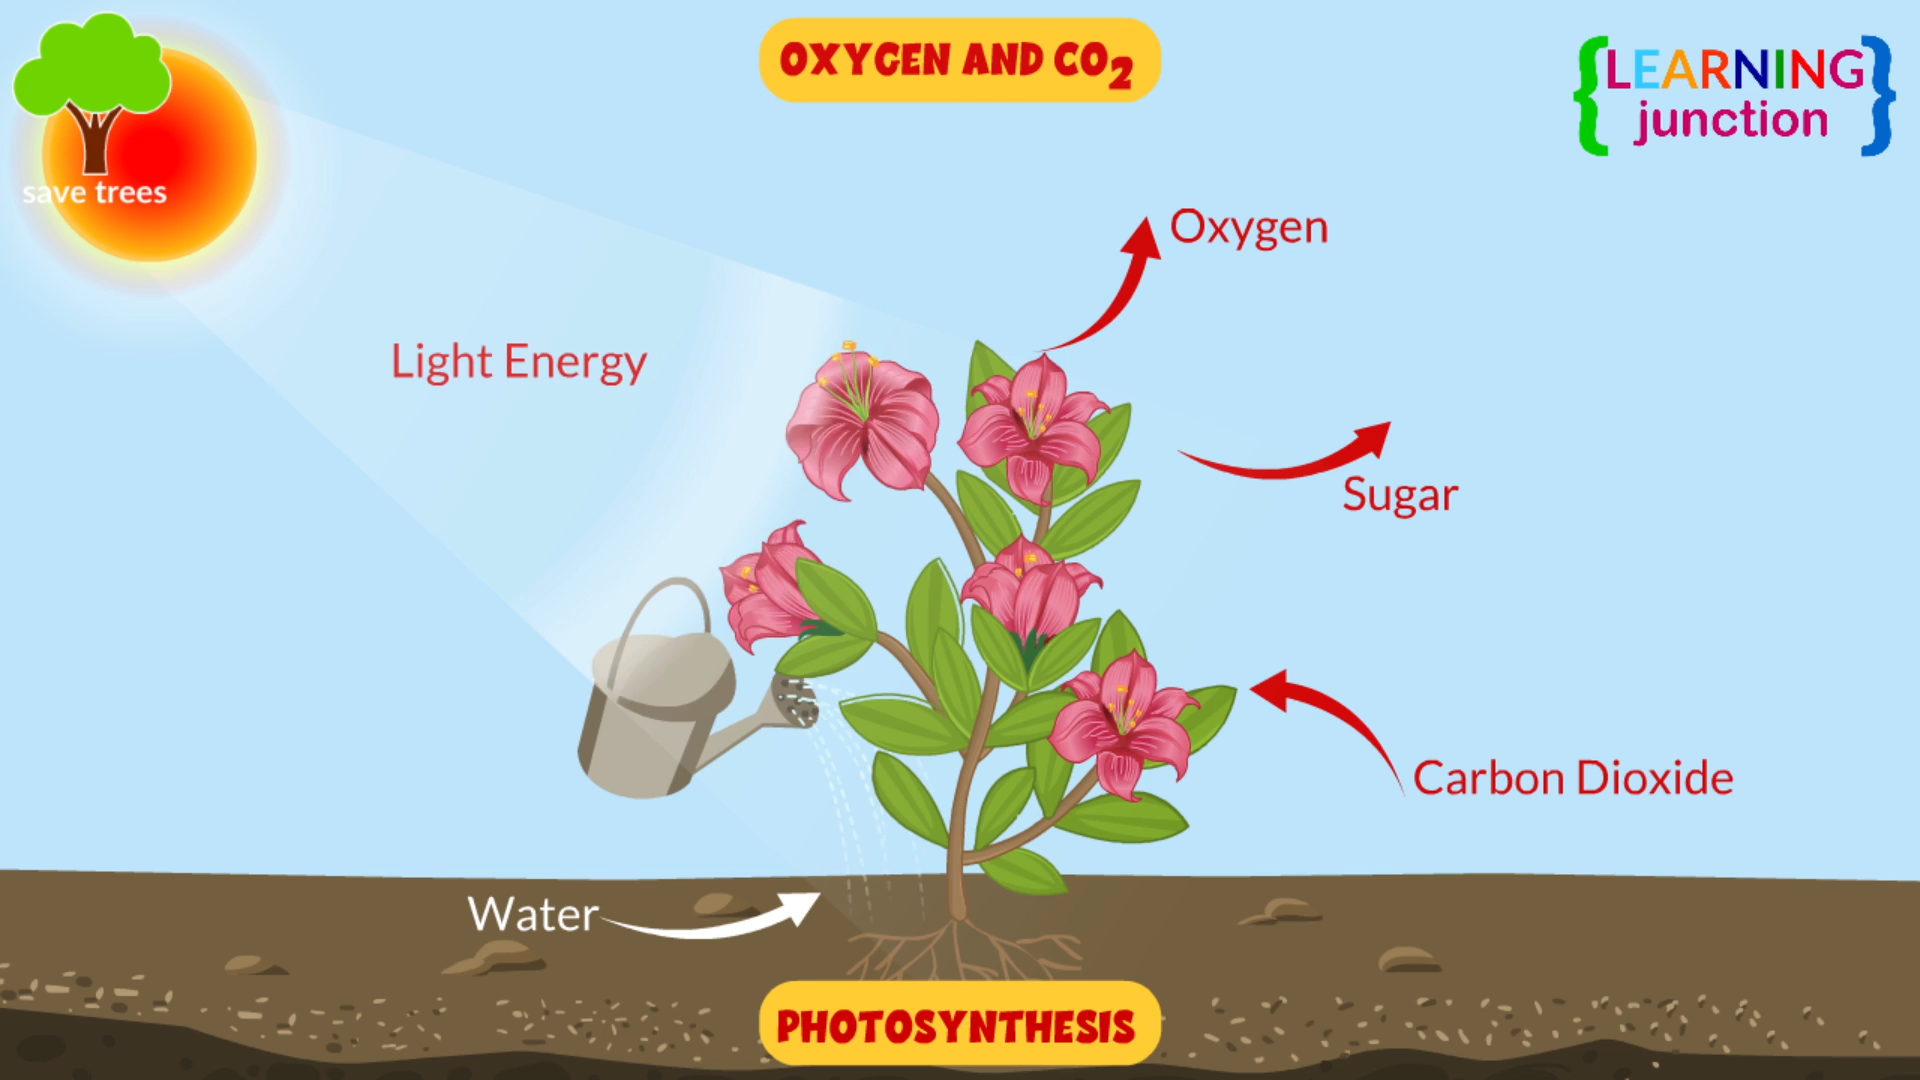 OXYGEN AND CO₂
LEARNING
junction
save trees
Oxygen
Light Energy
Sugar
Carbon Dioxide
Water
PHOTOSYNTHESIS